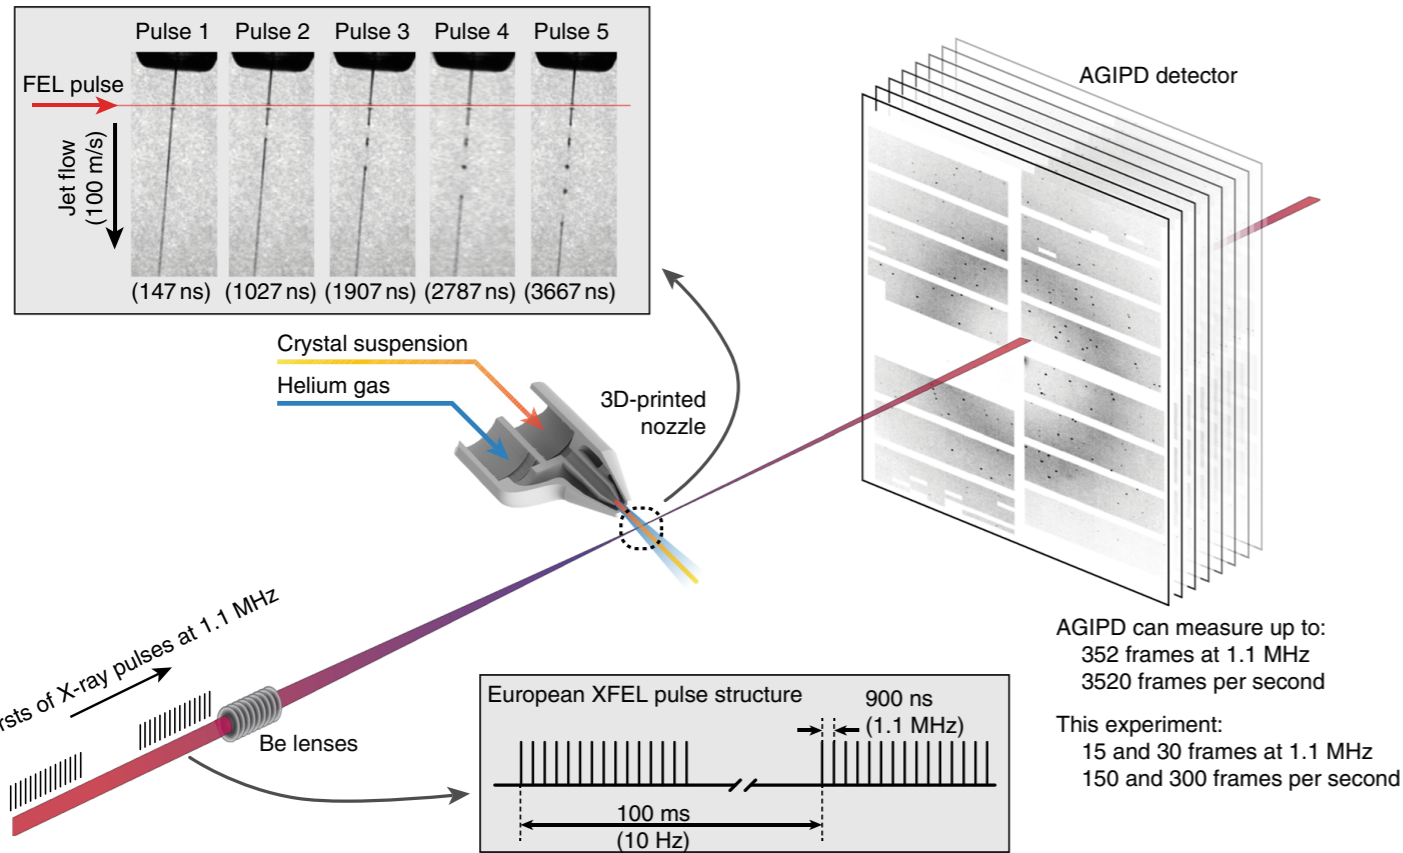 Pulse 1 Pulse 2 Pulse 3 Pulse 4 Pulse 5
FEL pulse
Jet flow
(100 m/s)
(147 ns) (1027 ns) (1907 ns) (2787 ns) (3667 ns)
AGIPD detector
Crystal suspension
Helium gas
3D-printed
nozzle
of X-ray pulses at 1.1 MHz
Be lenses
European XFEL pulse structure
900 ns
(1.1 MHz)
100 ms
(10 Hz)
AGIPD can measure up to:
352 frames at 1.1 MHz
3520 frames per second
This experiment:
15 and 30 frames at 1.1 MHz
150 and 300 frames per second